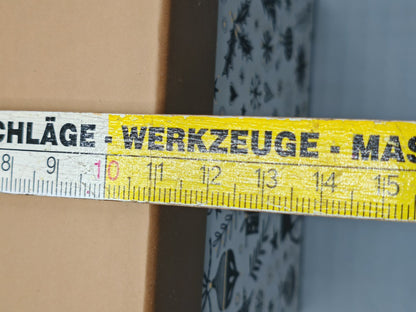 CHLÄGE - WERKZEUGE - MAS
8 9 10 11 12 13 14 15